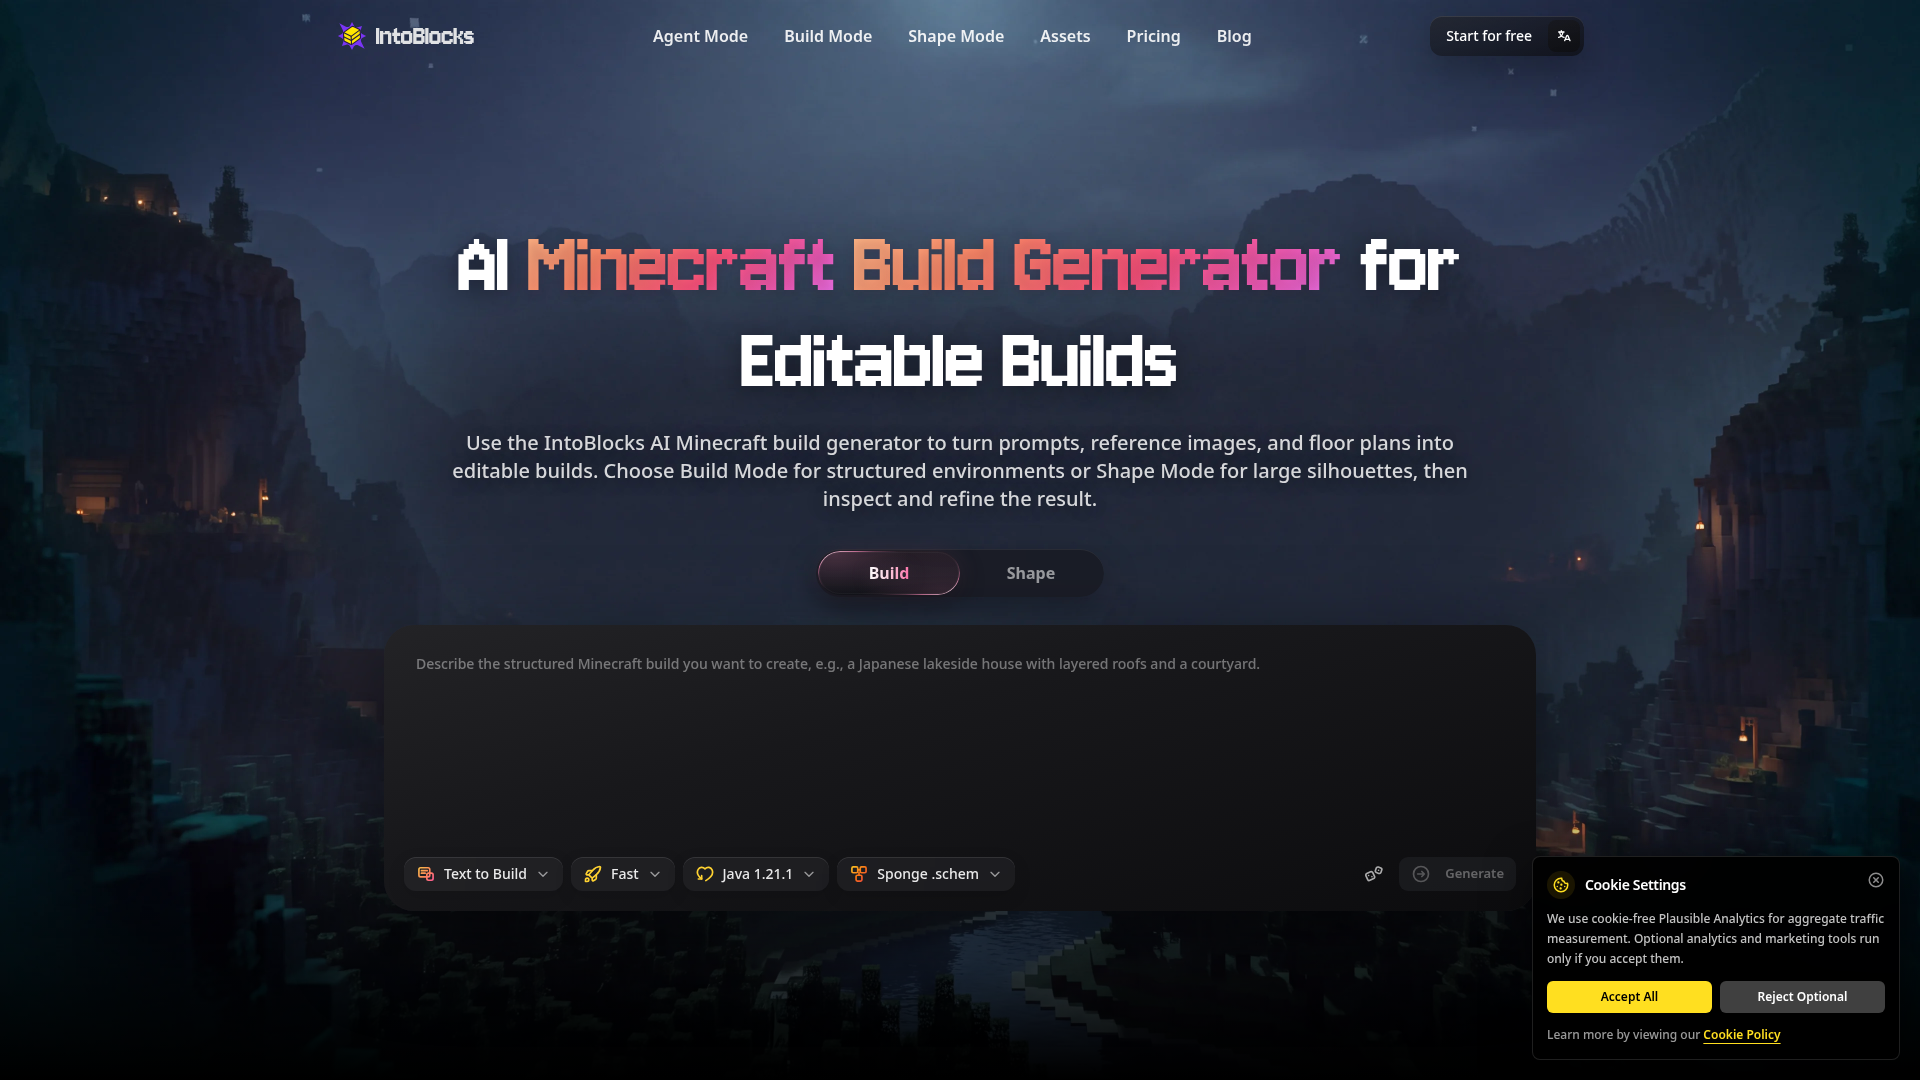 IntoBlocks
Agent Mode
Build Mode
Shape Mode
Assets
Pricing
Blog
Start for free
AI Minecraft Build Generator for
Editable Builds
Use the IntoBlocks AI Minecraft build generator to turn prompts, reference images, and floor plans into
editable builds. Choose Build Mode for structured environments or Shape Mode for large silhouettes, then
inspect and refine the result.
Build
Shape
Describe the structured Minecraft build you want to create, e.g., a Japanese lakeside house with layered roofs and a courtyard.
Text to Build
Fast
Java 1.21.1
Sponge .schem
Generate
Cookie Settings
We use cookie-free Plausible Analytics for aggregate traffic
measurement. Optional analytics and marketing tools run
only if you accept them.
Accept All
Reject Optional
Learn more by viewing our Cookie Policy